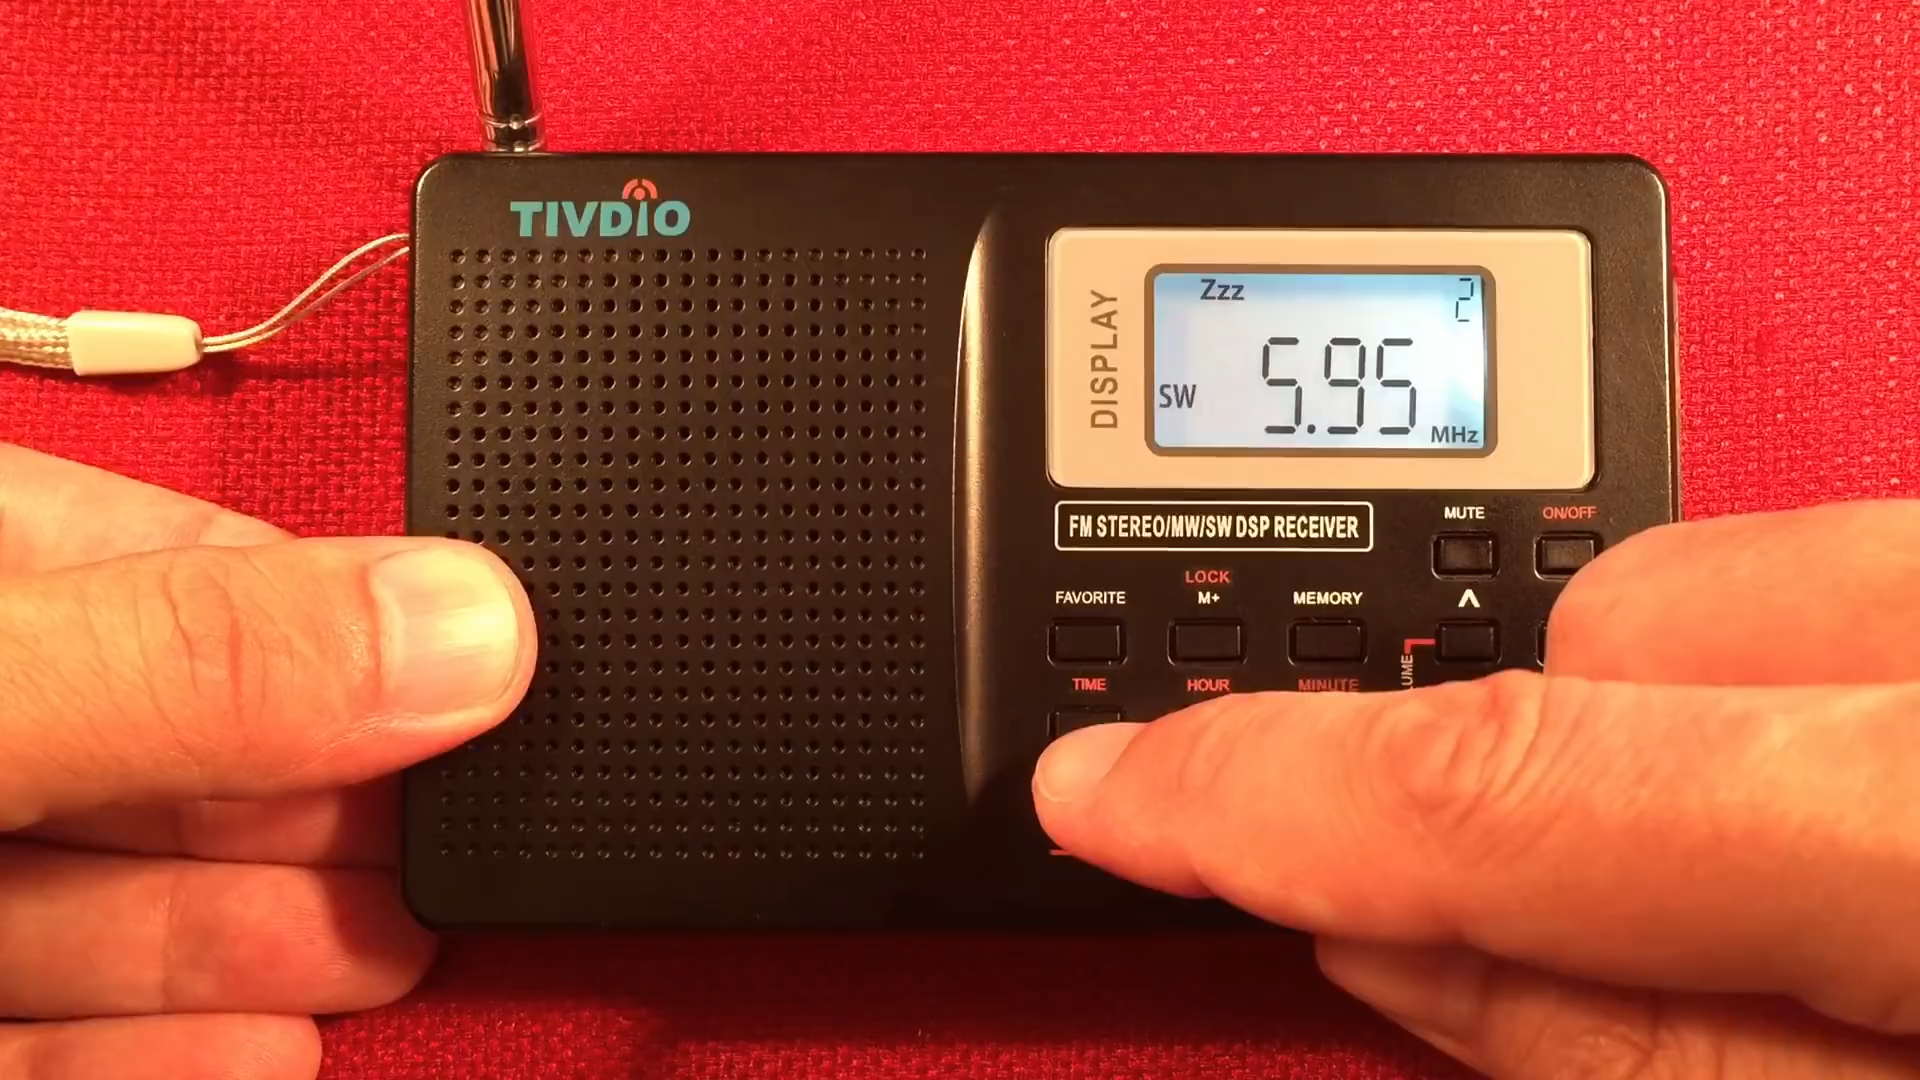 TIVDIO
DISPLAY
Zzz
2
SW
5.95
MHz
FM STEREO/MW/SW DSP RECEIVER
MUTE
ON/OFF
LOCK
FAVORITE
M+
MEMORY
TIME
HOUR
MINUTE